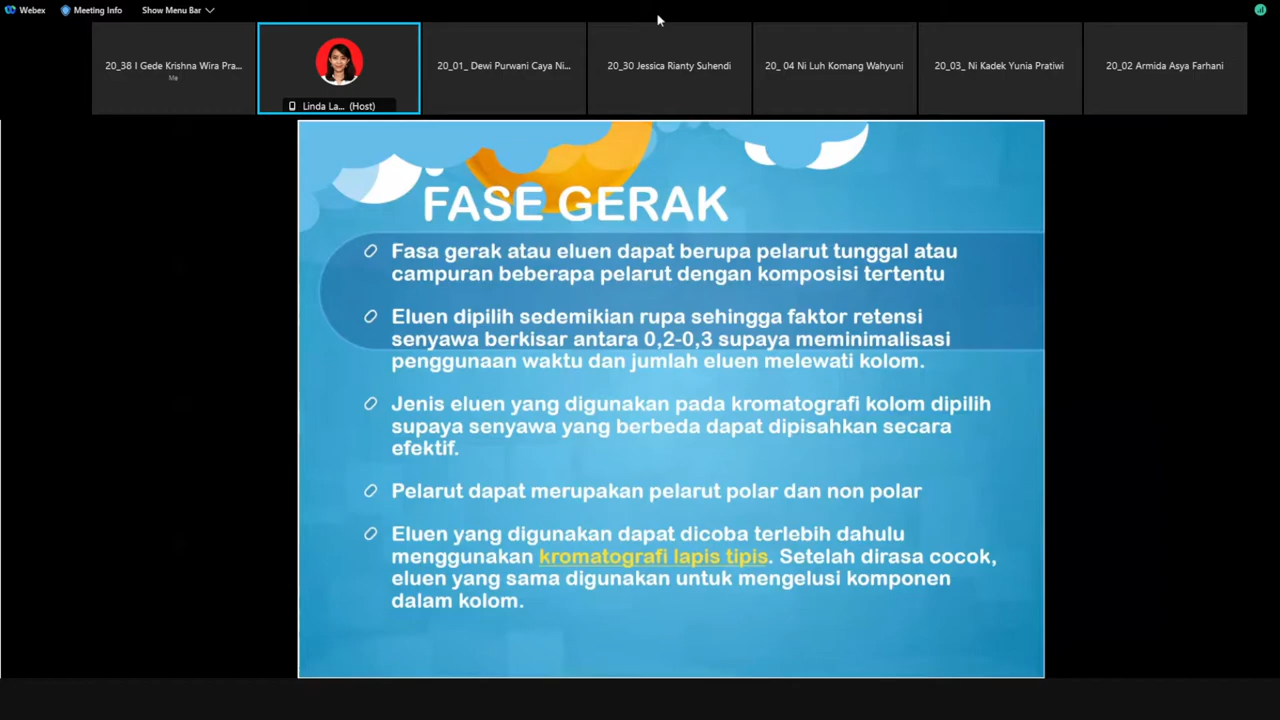 Webex
Meeting Info
Show Menu Bar
20_38 I Gede Krishna Wira Pra...
Me
Linda La... (Host)
20_01_ Dewi Purwani Caya Ni...
20_30 Jessica Rianty Suhendi
20_ 04 Ni Luh Komang Wahyuni
20_03_ Ni Kadek Yunia Pratiwi
20_02 Armida Asya Farhani
FASE GERAK
Fasa gerak atau eluen dapat berupa pelarut tunggal atau
campuran beberapa pelarut dengan komposisi tertentu
Eluen dipilih sedemikian rupa sehingga faktor retensi
senyawa berkisar antara 0,2-0,3 supaya meminimalisasi
penggunaan waktu dan jumlah eluen melewati kolom.
Jenis eluen yang digunakan pada kromatografi kolom dipilih
supaya senyawa yang berbeda dapat dipisahkan secara
efektif.
Pelarut dapat merupakan pelarut polar dan non polar
Eluen yang digunakan dapat dicoba terlebih dahulu
menggunakan kromatografi lapis tipis. Setelah dirasa cocok,
eluen yang sama digunakan untuk mengelusi komponen
dalam kolom.